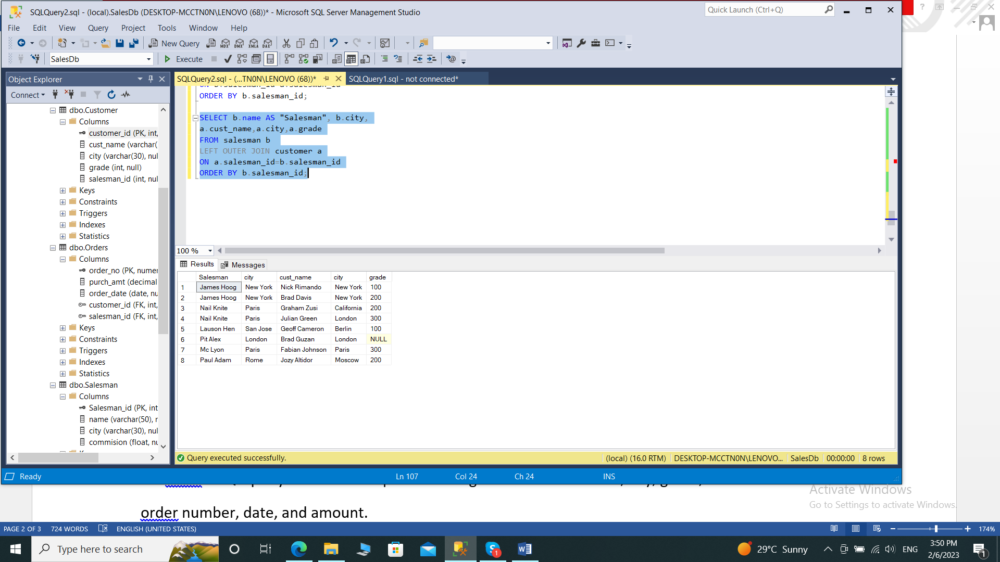 SQLQuery2.sql - (local).SalesDb (DESKTOP-MCCTN0N\LENOVO (68))* - Microsoft SQL Server Management Studio
Quick Launch (Ctrl+Q)
File Edit View Query Project Tools Window Help
New Query MDX DMX XMLA DAX
SalesDb Execute
Object Explorer
SQLQuery2.sql - (...TN0N\LENOVO (68))* SQLQuery1.sql - not connected*
Connect
dbo.Customer
Columns
customer_id (PK, int,
cust_name (varchar(
city (varchar(30), nul
grade (int, null)
salesman_id (int, nul
Keys
Constraints
Triggers
Indexes
Statistics
dbo.Orders
Columns
order_no (PK, numer
purch_amt (decimal
order_date (date, nu
customer_id (FK, int,
salesman_id (FK, int,
Keys
Constraints
Triggers
Indexes
Statistics
dbo.Salesman
Columns
Salesman_id (PK, int
name (varchar(50), r
city (varchar(30), nul
commision (float, nu
ORDER BY b.salesman_id;
SELECT b.name AS "Salesman", b.city,
a.cust_name,a.city,a.grade
FROM salesman b
LEFT OUTER JOIN customer a
ON a.salesman_id=b.salesman_id
ORDER BY b.salesman_id;
100 %
Results Messages
Salesman city cust_name city grade
1 James Hoog New York Nick Rimando New York 100
2 James Hoog New York Brad Davis New York 200
3 Nail Knite Paris Graham Zusi California 200
4 Nail Knite Paris Julian Green London 300
5 Lauson Hen San Jose Geoff Cameron Berlin 100
6 Pit Alex London Brad Guzan London NULL
7 Mc Lyon Paris Fabian Johnson Paris 300
8 Paul Adam Rome Jozy Altidor Moscow 200
Query executed successfully. (local) (16.0 RTM) DESKTOP-MCCTN0N\LENOVO... SalesDb 00:00:00 8 rows
Ready Ln 107 Col 24 Ch 24 INS
Activate Windows
Go to Settings to activate Windows.
order number, date, and amount.
PAGE 2 OF 3 724 WORDS ENGLISH (UNITED STATES) 174%
Type here to search 1 29°C Sunny ENG 3:50 PM 1
2/6/2023